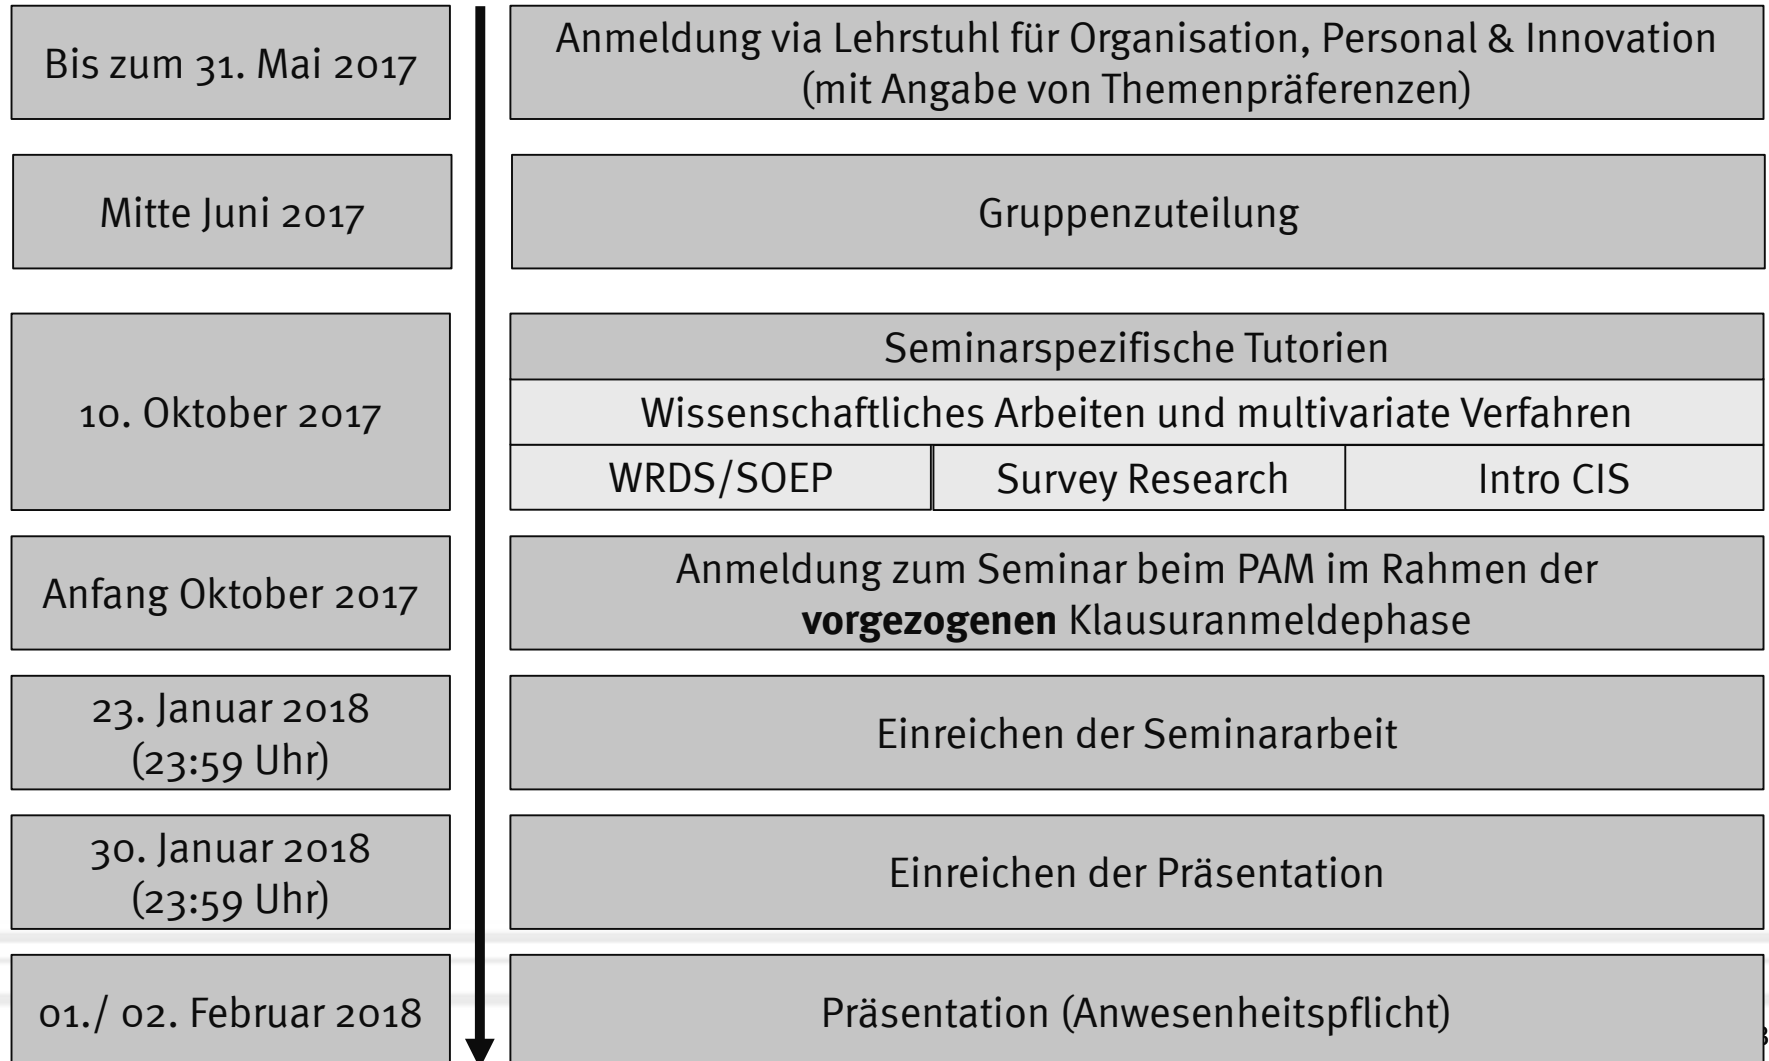 Bis zum 31. Mai 2017
Anmeldung via Lehrstuhl für Organisation, Personal & Innovation
(mit Angabe von Themenpräferenzen)
Mitte Juni 2017
Gruppenzuteilung
10. Oktober 2017
Seminarspezifische Tutorien
Wissenschaftliches Arbeiten und multivariate Verfahren
WRDS/SOEP
Survey Research
Intro CIS
Anfang Oktober 2017
Anmeldung zum Seminar beim PAM im Rahmen der
vorgezogenen Klausuranmeldephase
23. Januar 2018
(23:59 Uhr)
Einreichen der Seminararbeit
30. Januar 2018
(23:59 Uhr)
Einreichen der Präsentation
01./ 02. Februar 2018
Präsentation (Anwesenheitspflicht)